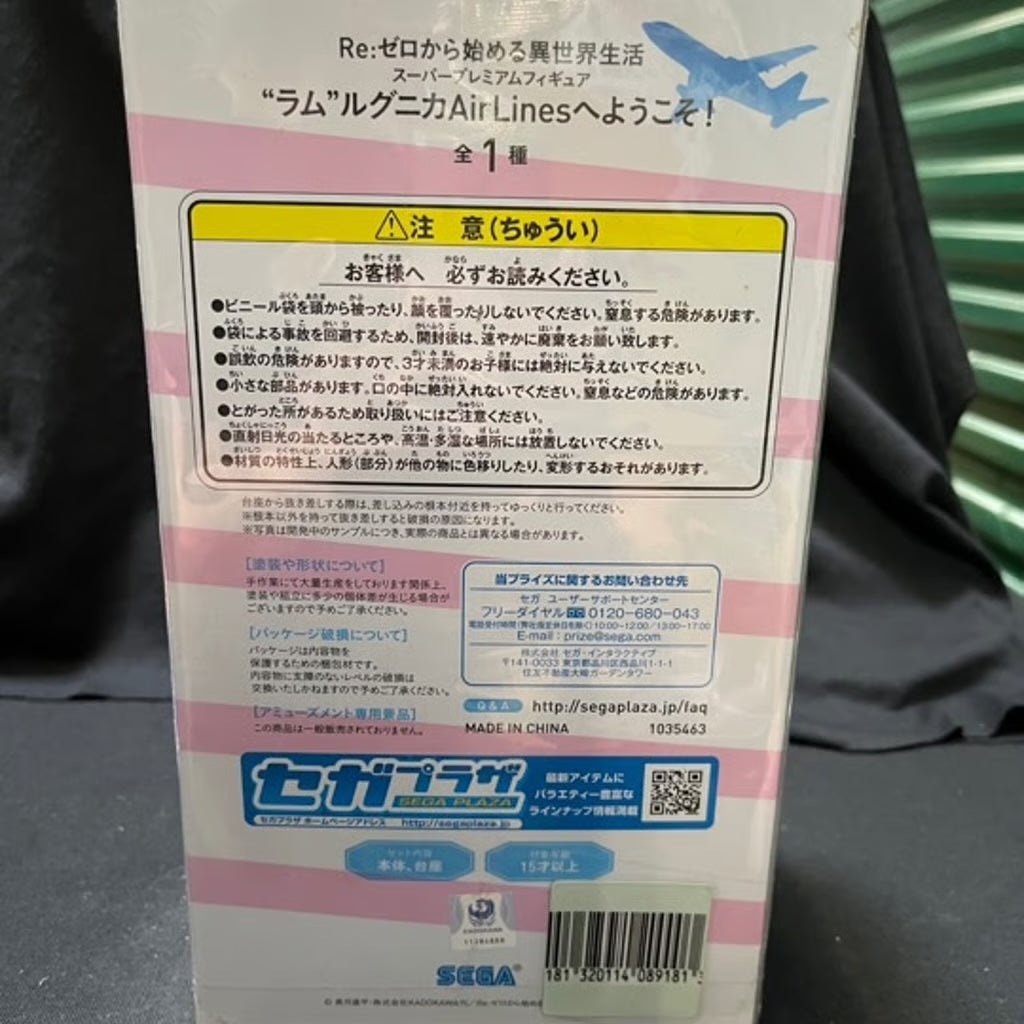 Re:ゼロから始める異世界生活
スーパープレミアムフィギュア
“ラム”ルグニカAirLinesへようこそ!
全1種
⚠注 意(ちゅうい)
お客様へ 必ずお読みください。
●ビニール袋を頭から被ったり、顔を覆ったりしないでください。窒息する危険があります。
●袋による事故を回避するため、開封後は、速やかに廃棄をお願い致します。
●誤飲の危険がありますので、3才未満のお子様には絶対に与えないでください。
●小さな部品があります。口の中に絶対入れないでください。窒息などの危険があります。
●とがった所があるため取り扱いにはご注意ください。
●直射日光の当たるところや、高温・多湿な場所には放置しないでください。
●材質の特性上、人形(部分)が他の物に色移りしたり、変形するおそれがあります。
台座から抜き差しする際は、差し込みの根本付近を持ってゆっくりと行ってください。
※根本以外を持って抜き差しすると破損の原因になります。
※写真は開発中のサンプルにつき、実際の商品とは異なる場合があります。
[塗装や形状について]
手作業にて大量生産をしております関係上、
塗装や組立に多少の個体差が生じる場合が
ございますので予めご了承ください。
[パッケージ破損について]
パッケージは内容物を
保護するための梱包材です。
内容物に支障のないレベルの破損は
交換いたしかねますので予めご了承ください。
[アミューズメント専用景品]
この商品は一般販売されておりません。
当プライズに関するお問い合わせ先
セガ ユーザーサポートセンター
フリーダイヤル 0120-680-043
電話受付時間(弊社指定休日を除く)10:00~12:00/13:00~17:00
E-mail:prize@sega.com
株式会社 セガ・インタラクティブ
〒141-0033 東京都品川区西品川1-1-1
住友不動産大崎ガーデンタワー
Q&A http://segaplaza.jp/faq
MADE IN CHINA 1035463
セガプラザ
SEGA PLAZA
セガプラザ ホームページアドレス http://segaplaza.jp
最新アイテムに
バラエティー豊富な
ラインナップ情報満載
セット内容
本体、台座
対象年齢
15才以上
KADOKAWA
SEGA
181 320114 089181